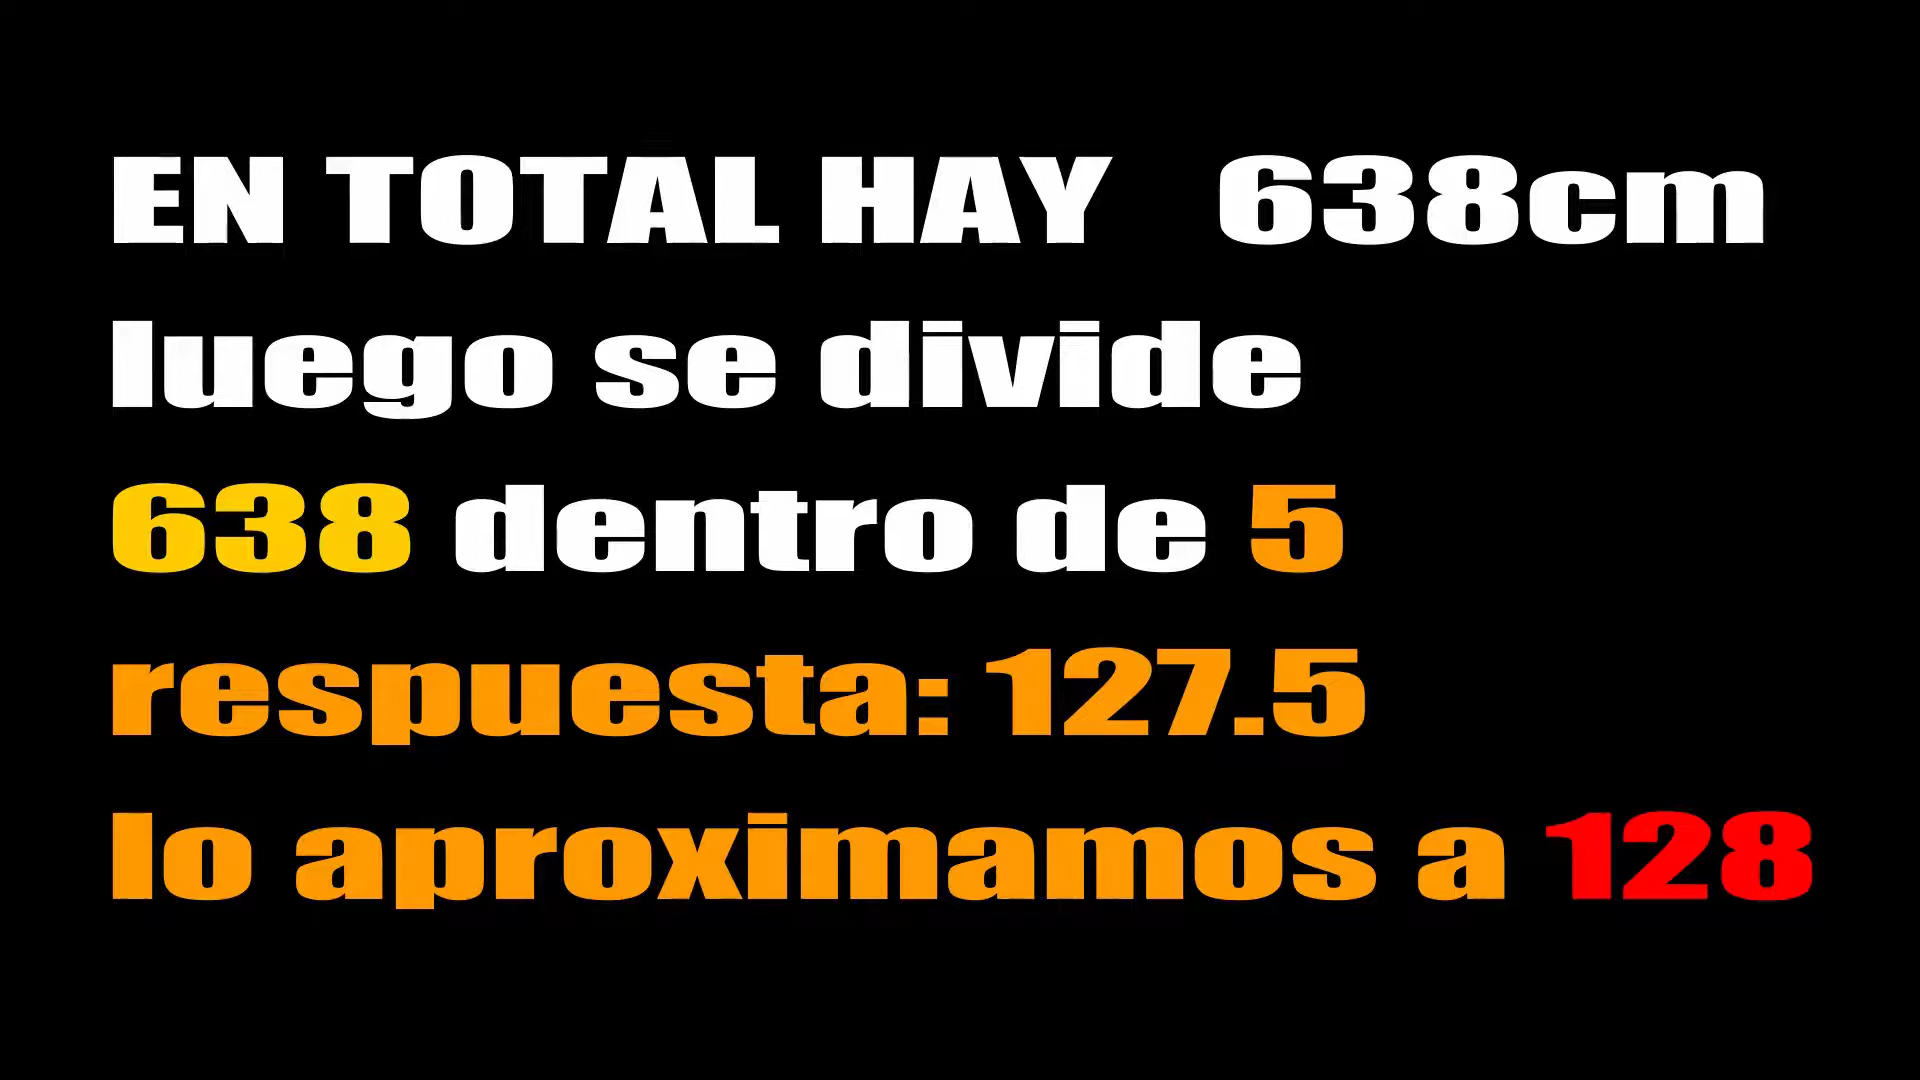 EN TOTAL HAY 638cm
luego se divide
638 dentro de 5
respuesta: 127.5
lo aproximamos a 128